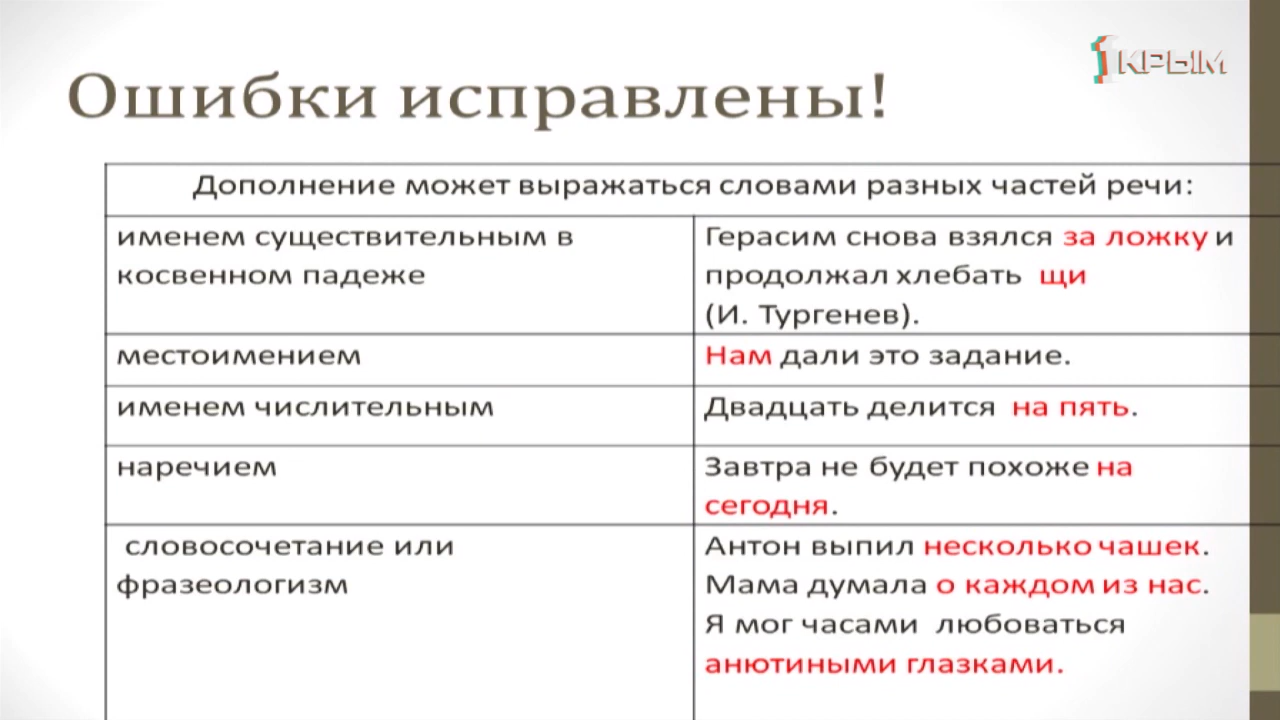 1КРЫМ
Ошибки исправлены!
Дополнение может выражаться словами разных частей речи:
именем существительным в
косвенном падеже
Герасим снова взялся за ложку и
продолжал хлебать щи
(И. Тургенев).
местоимением
Нам дали это задание.
именем числительным
Двадцать делится на пять.
наречием
Завтра не будет похоже на
сегодня.
словосочетание или
фразеологизм
Антон выпил несколько чашек.
Мама думала о каждом из нас.
Я мог часами любоваться
анютиными глазками.